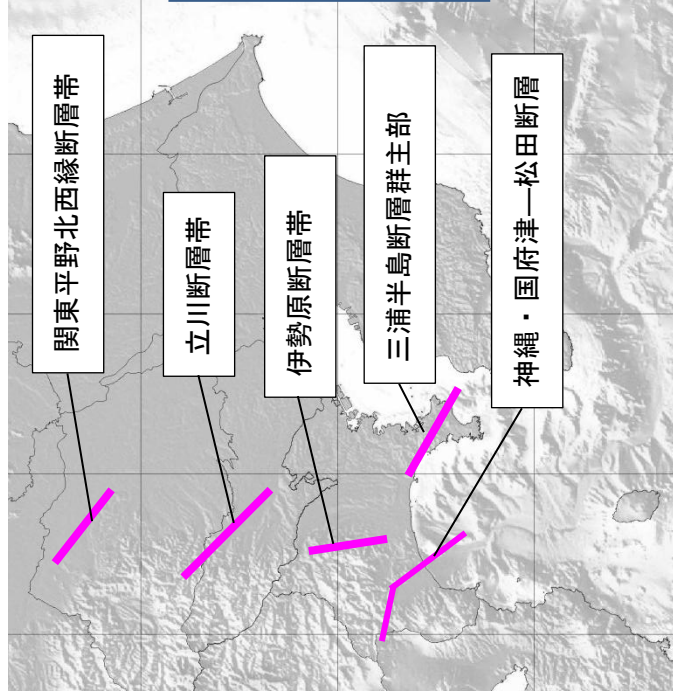 関東平野北西縁断層帯
立川断層帯
伊勢原断層帯
三浦半島断層群主部
神縄・国府津―松田断層